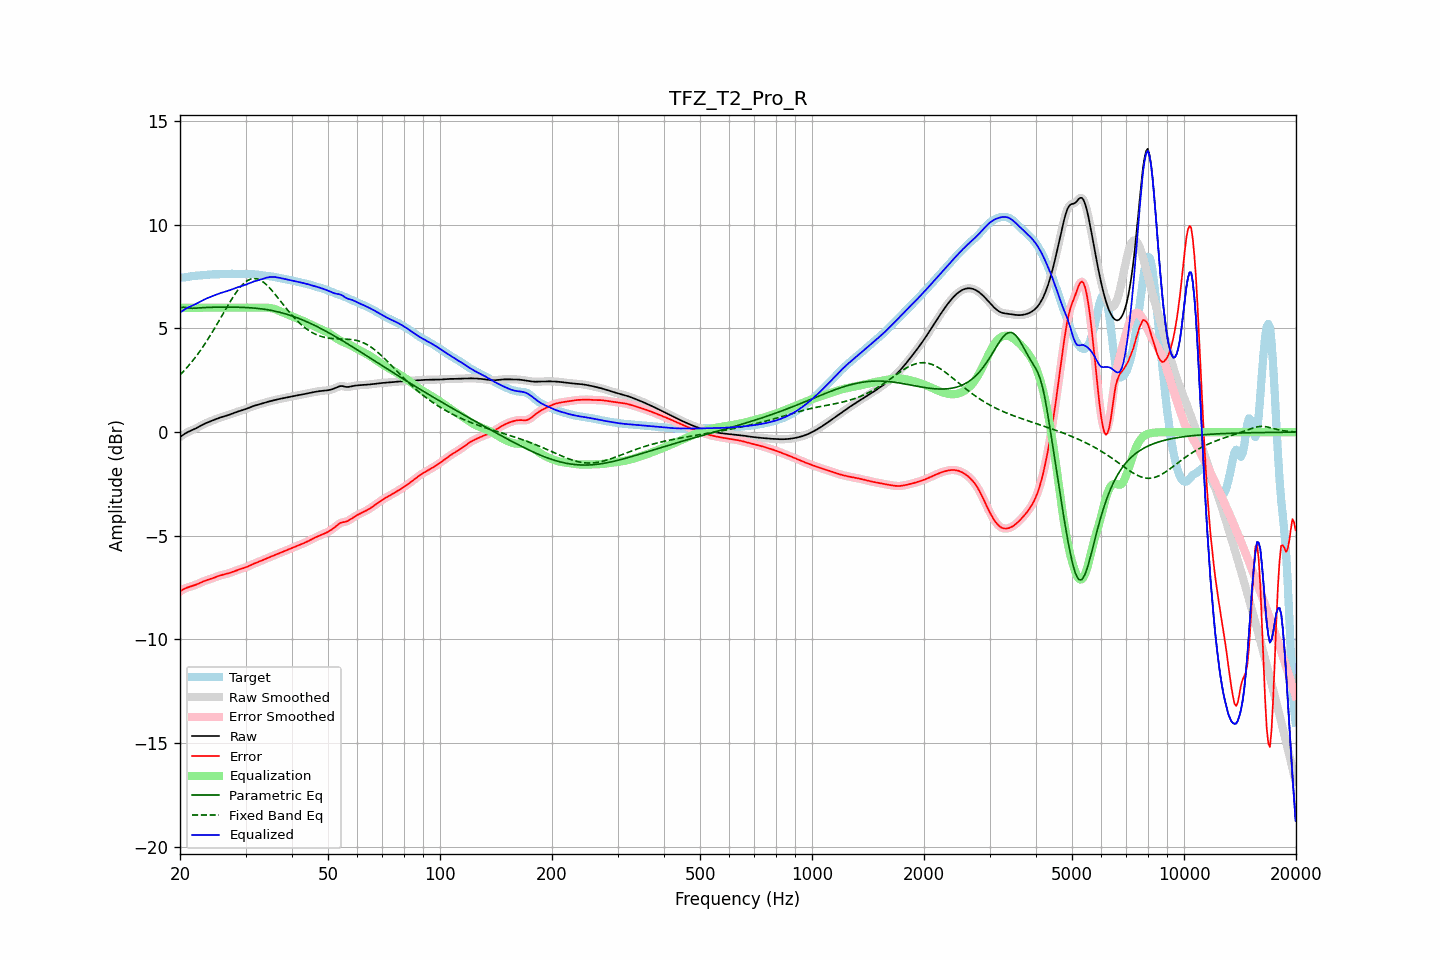 TFZ_T2_Pro_R
15
10
5
0
−5
−10
−15
−20
Amplitude (dBr)
Target
Raw Smoothed
Error Smoothed
Raw
Error
Equalization
Parametric Eq
Fixed Band Eq
Equalized
20
50
100
200
500
1000
2000
5000
10000
20000
Frequency (Hz)